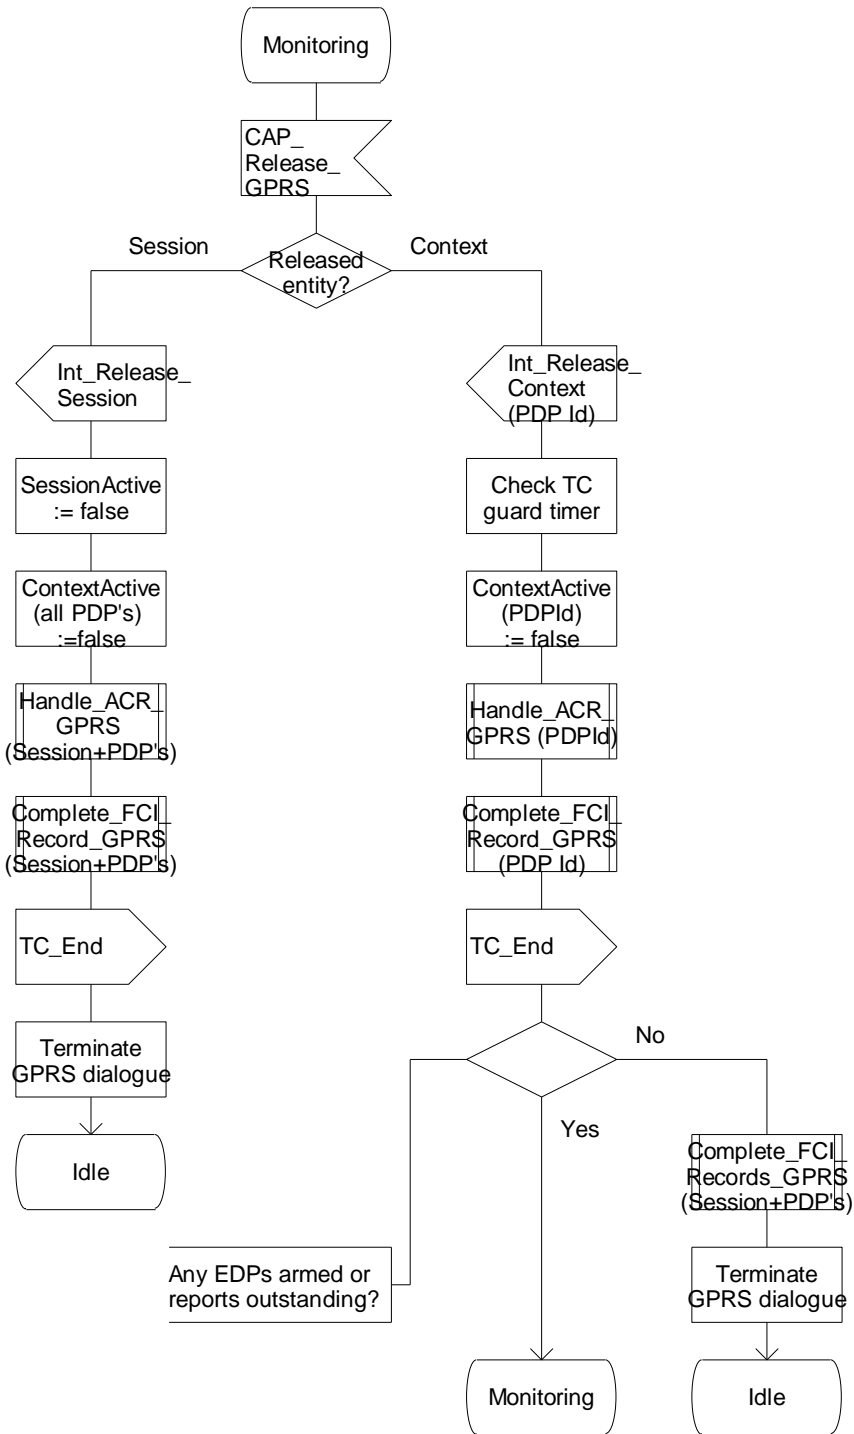 Monitoring
CAP_
Release_
GPRS
Session
Context
Released
entity?
Int_Release_
Session
Int_Release_
Context
(PDP Id)
SessionActive
:= false
Check TC
guard timer
ContextActive
(all PDP's)
:=false
ContextActive
(PDPId)
:= false
Handle_ACR_
GPRS
(Session+PDP's)
Handle_ACR_
GPRS (PDPId)
Complete_FCI_
Record_GPRS
(Session+PDP's)
Complete_FCI_
Record_GPRS
(PDP Id)
TC_End
TC_End
Terminate
GPRS dialogue
No
Yes
Idle
Complete_FCI_
Records_GPRS
(Session+PDP's)
Any EDPs armed or
reports outstanding?
Terminate
GPRS dialogue
Monitoring
Idle